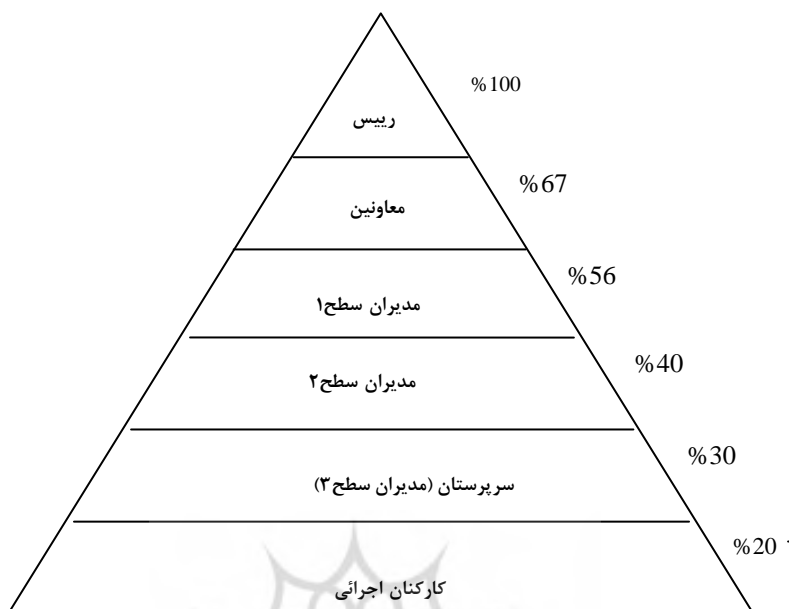 %100
رییس
%67
معاونین
%56
مدیران سطح۱
%40
مدیران سطح۲
%30
سرپرستان (مدیران سطح۳)
%20
کارکنان اجرائی